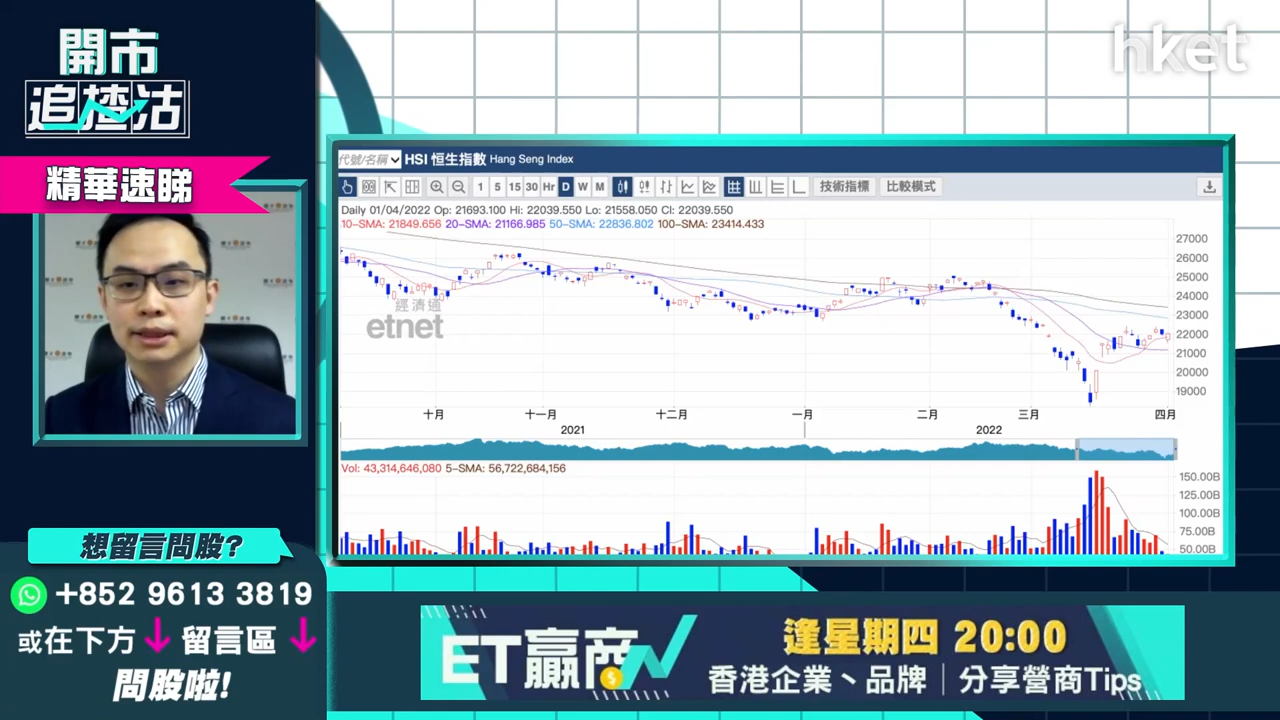 開市
追揸沽
精華速睇
hket
代號/名稱 HSI 恒生指數 Hang Seng Index
1 5 15 30 Hr D W M 技術指標 比較模式
Daily 01/04/2022 Op: 21693.100 Hi: 22039.550 Lo: 21558.050 Cl: 22039.550
10-SMA: 21849.656 20-SMA: 21166.985 50-SMA: 22836.802 100-SMA: 23414.433
27000
26000
25000
24000
23000
22000
21000
20000
19000
經濟通
etnet
十月 十一月 十二月 一月 二月 三月 四月
2021 2022
Vol: 43,314,646,080 5-SMA: 56,722,684,156
150.00B
125.00B
100.00B
75.00B
50.00B
想留言問股?
+852 9613 3819
或在下方 留言區
問股啦!
ET贏商
逢星期四 20:00
香港企業、品牌|分享營商Tips